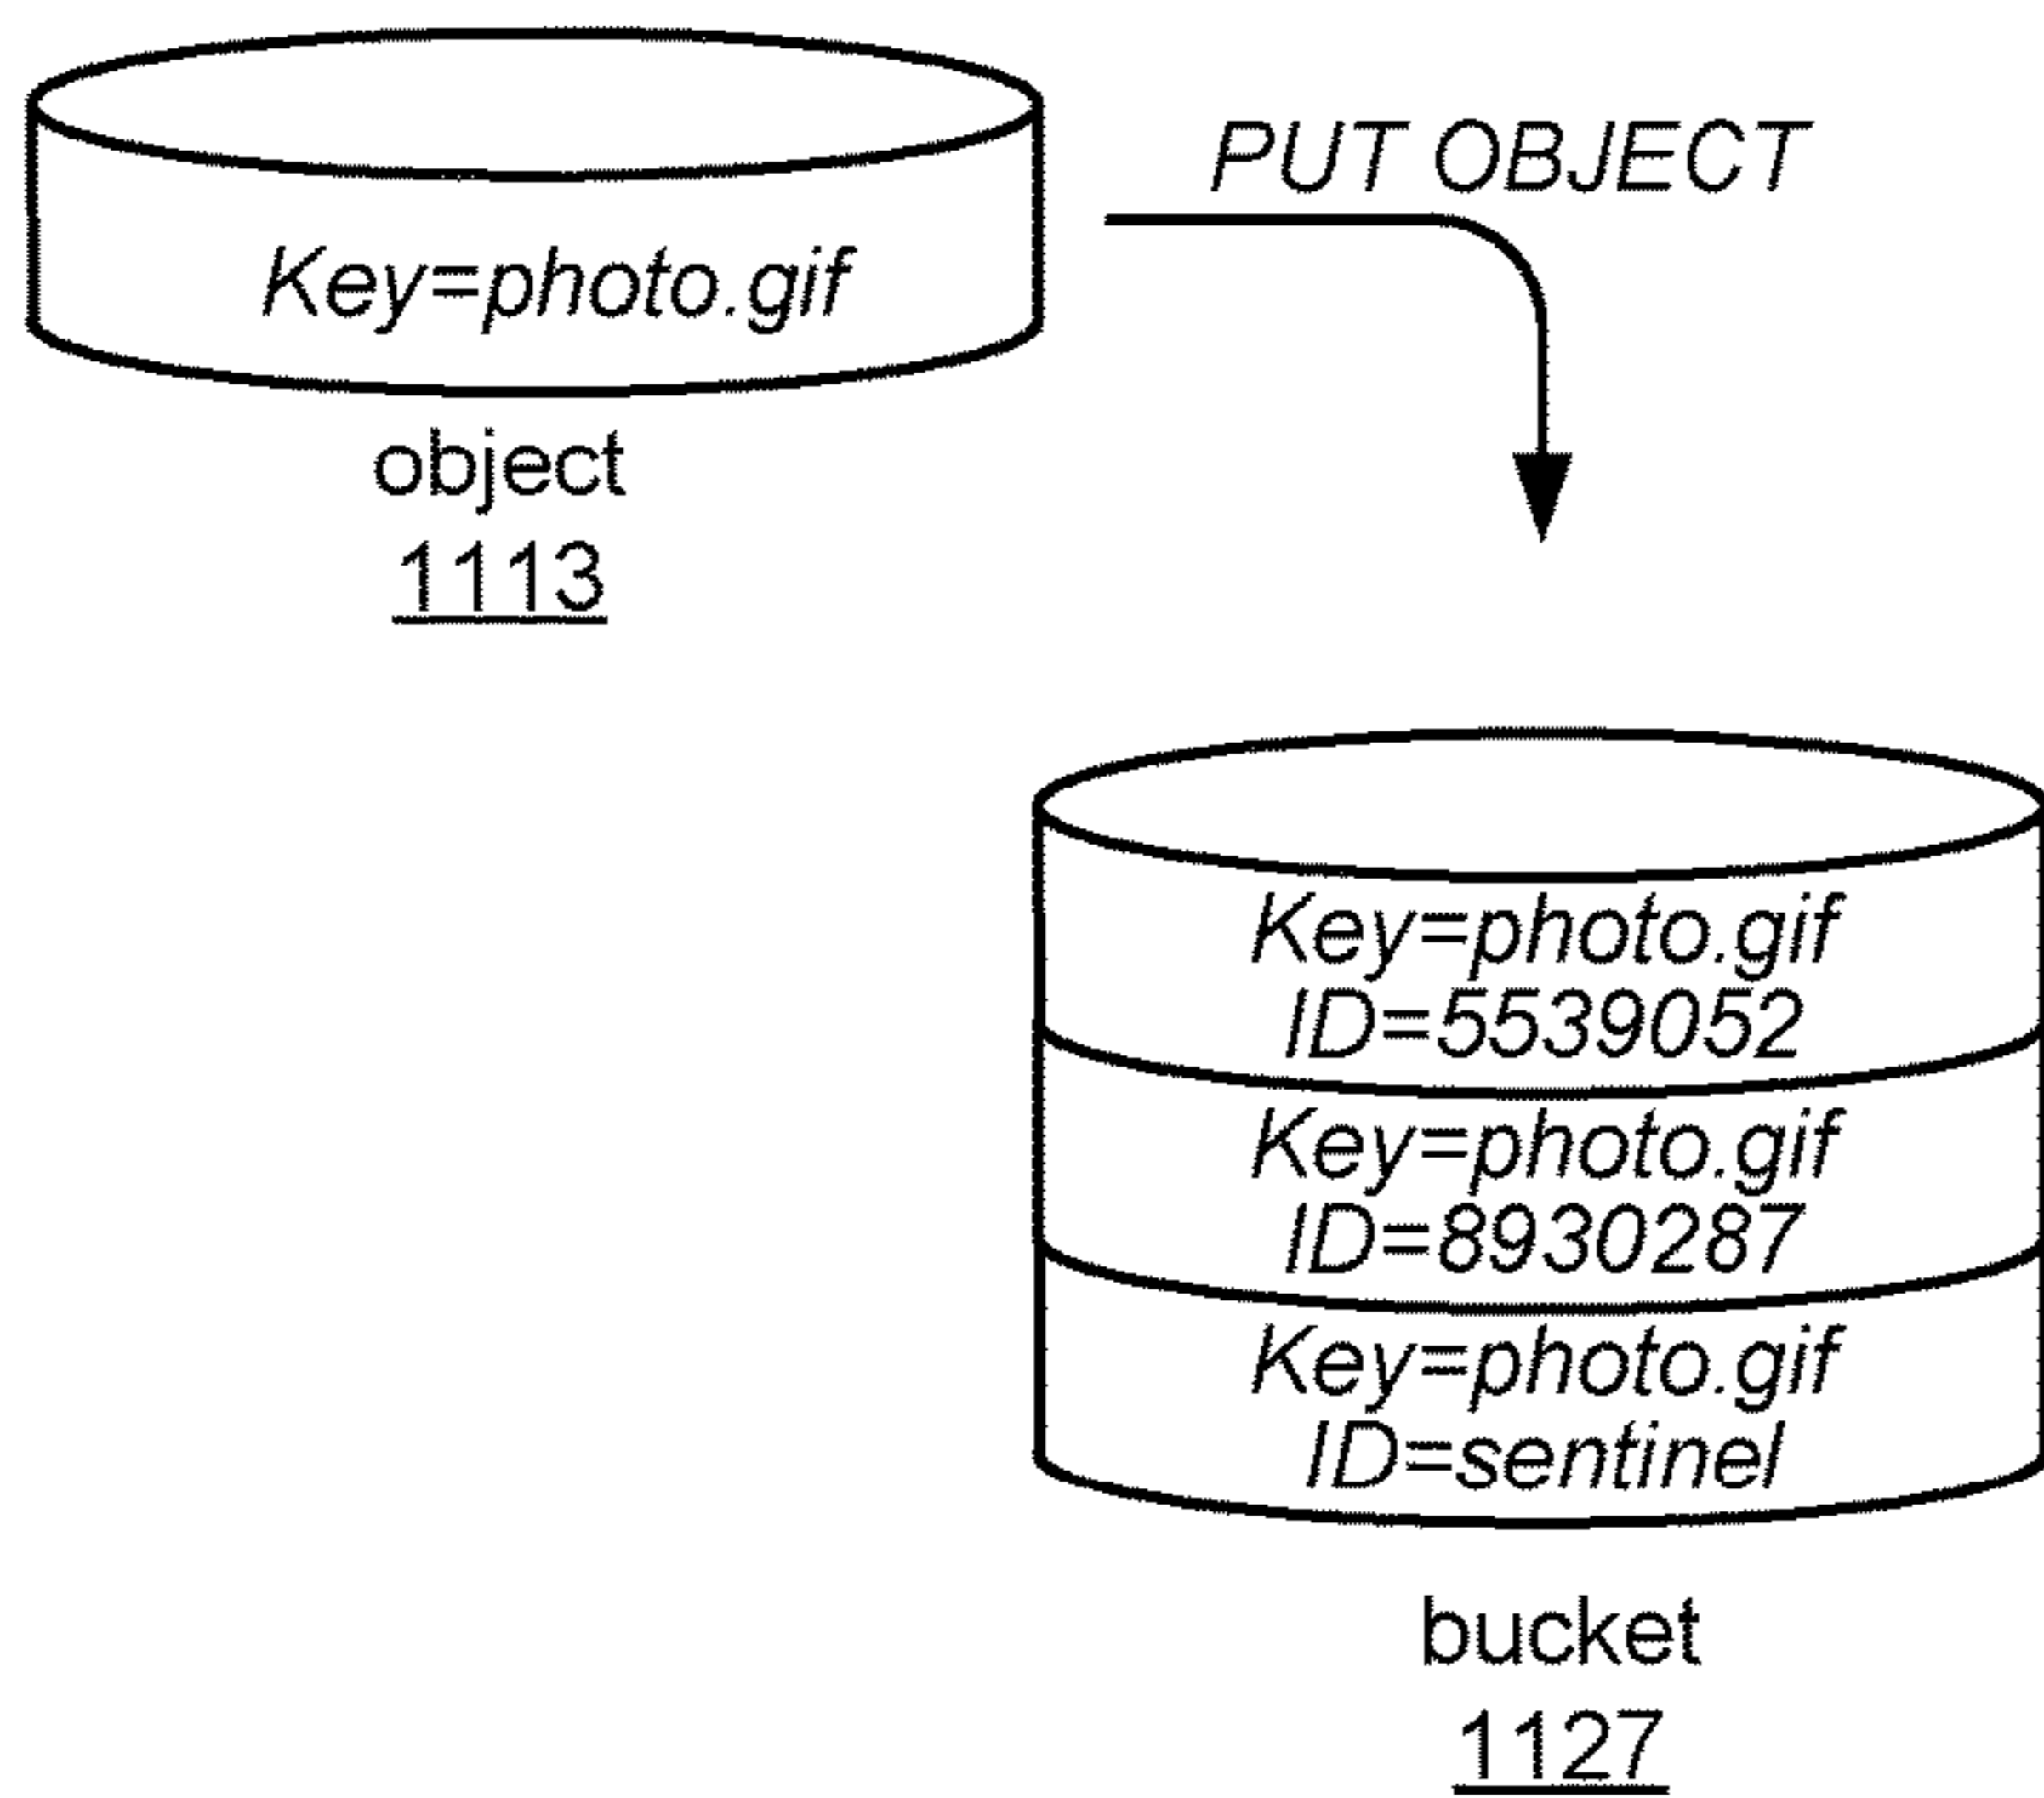 PUT OBJECT
Key=photo.gif
object
1113
Key=photo.gif
ID=5539052
Key=photo.gif
ID=8930287
Key=photo.gif
ID=sentinel
bucket
1127